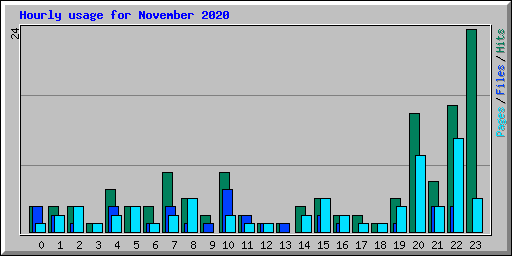 Hourly usage for November 2020
24
Pages/Files/Hits
0 1 2 3 4 5 6 7 8 9 10 11 12 13 14 15 16 17 18 19 20 21 22 23